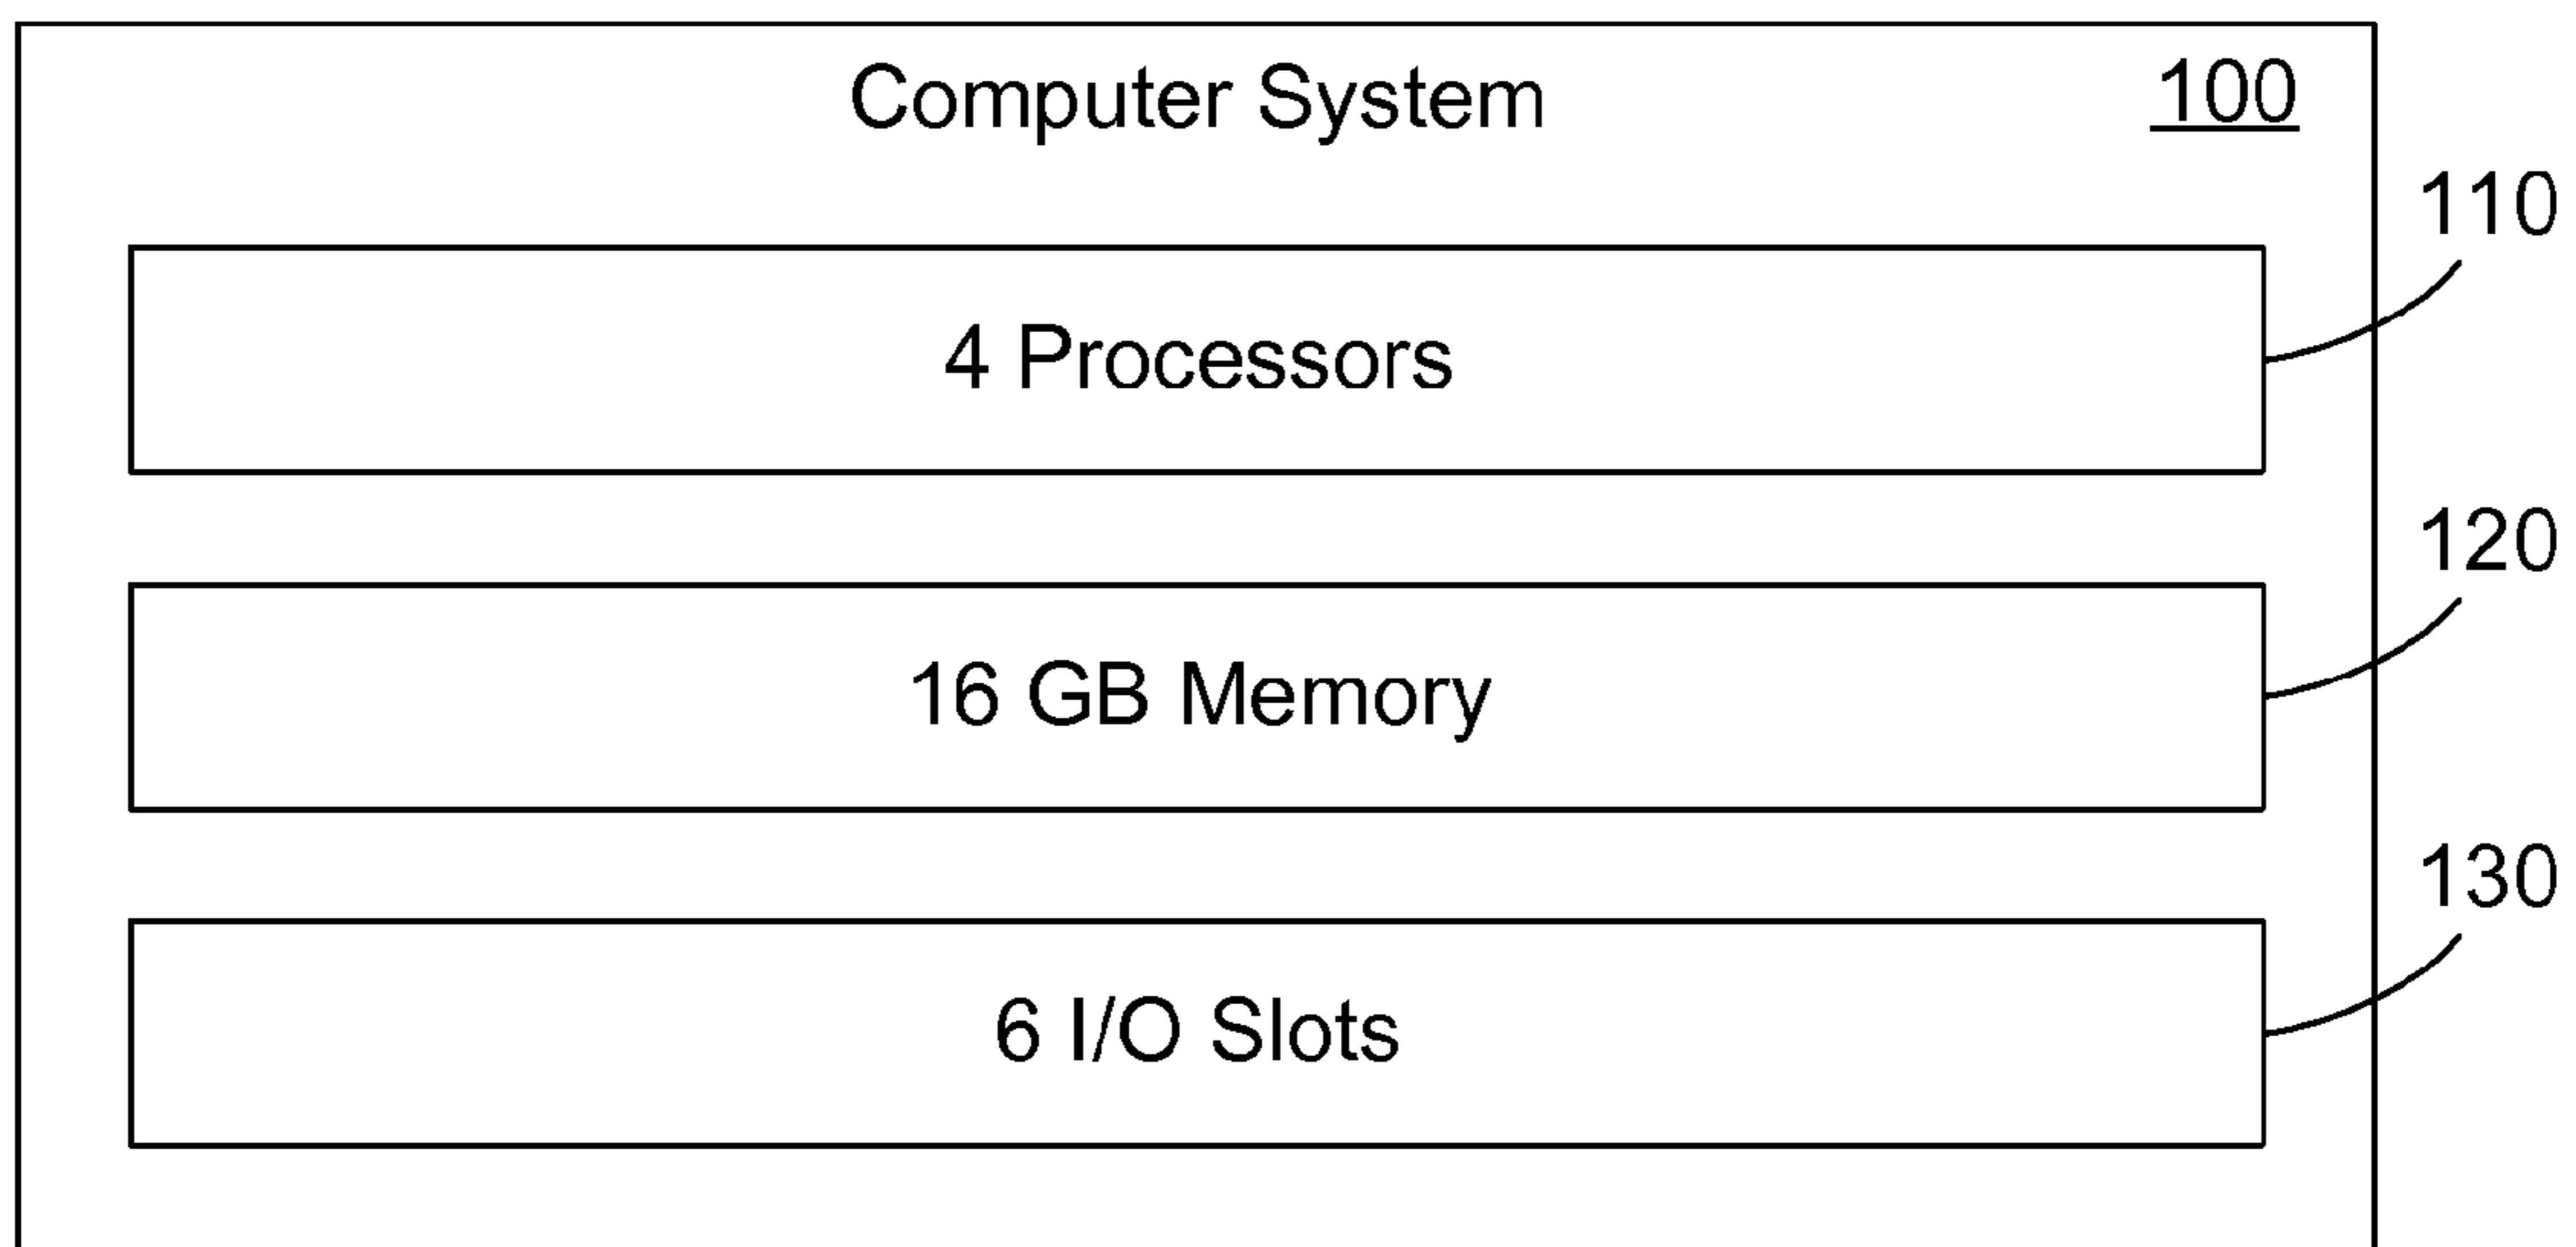 Computer System
100
110
4 Processors
120
16 GB Memory
130
6 I/O Slots